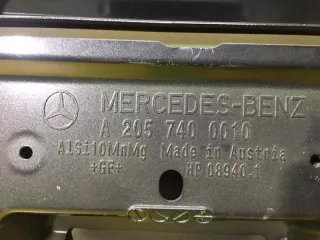 MERCEDES-BENZ
A 205 740 0010
AlSi10MnMg Made in Austria
+GF+ HP 08940-1